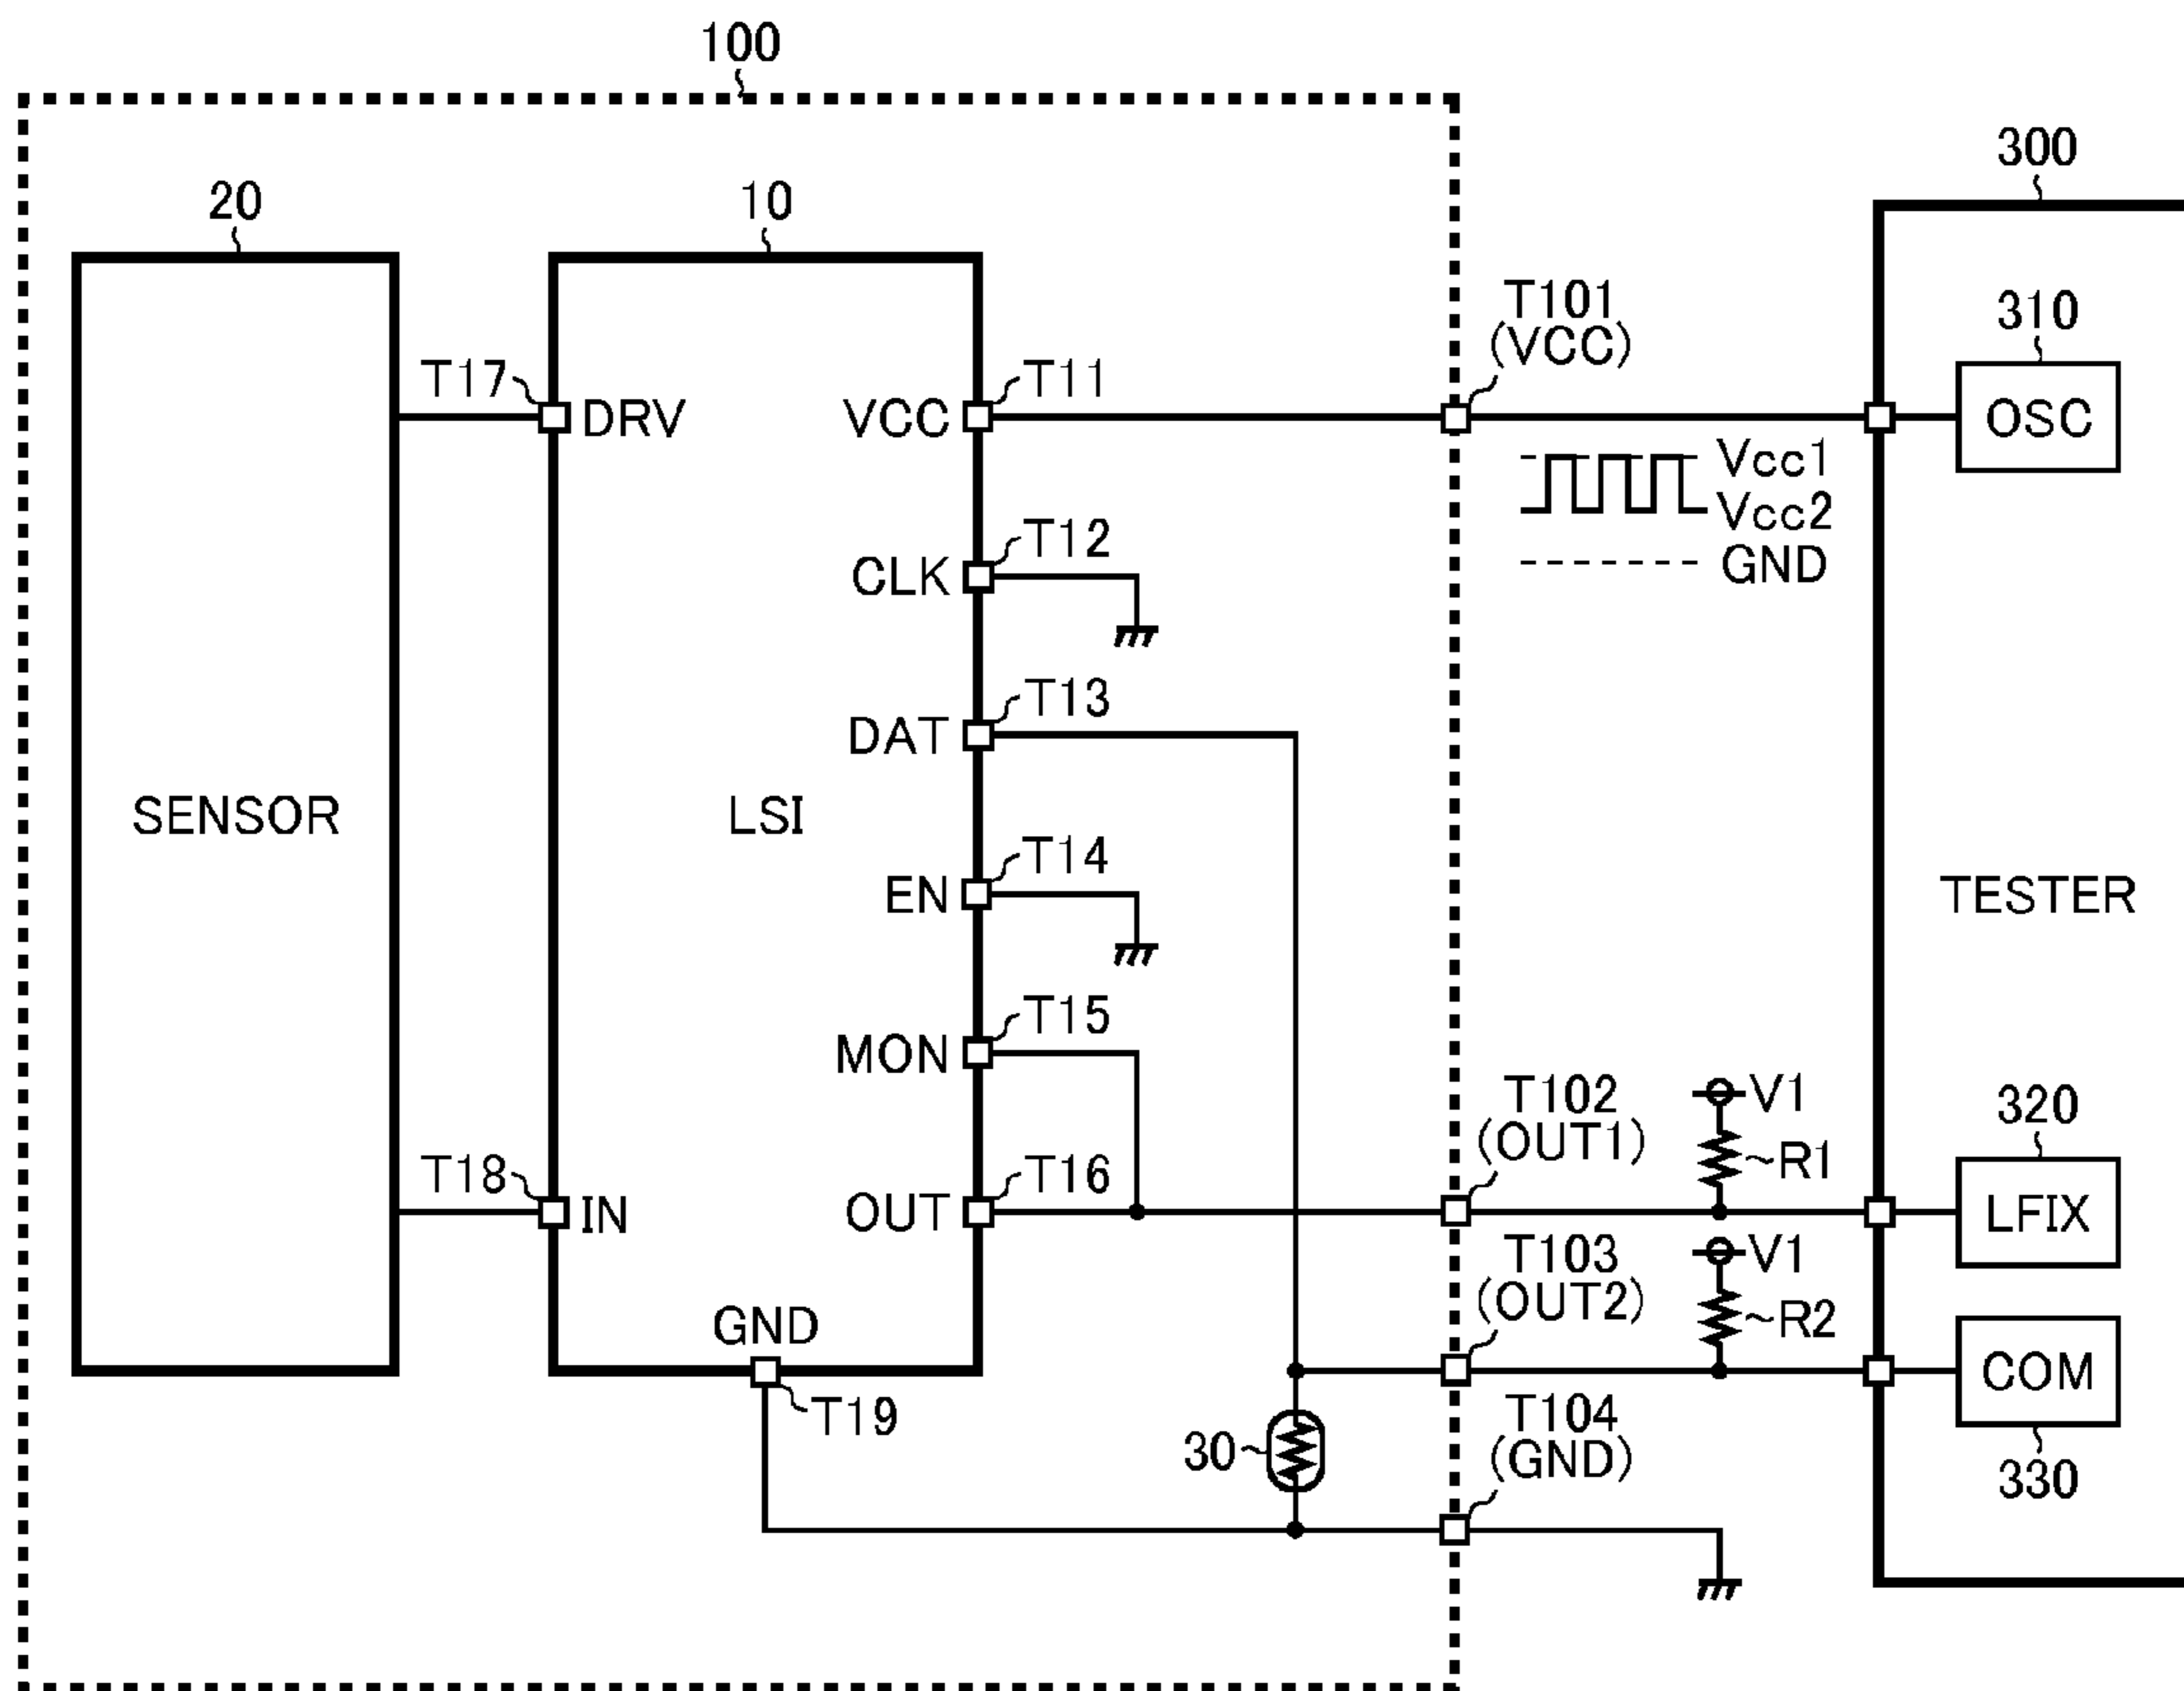 100
300
20
10
T101
(VCC)
310
T17
DRV
VCC
T11
OSC
Vcc1
Vcc2
GND
T12
CLK
T13
DAT
SENSOR
LSI
T14
EN
TESTER
T15
MON
T102
(OUT1)
V1
R1
320
T18
IN
OUT
T16
LFIX
T103
(OUT2)
V1
R2
GND
T19
COM
T104
(GND)
30
330